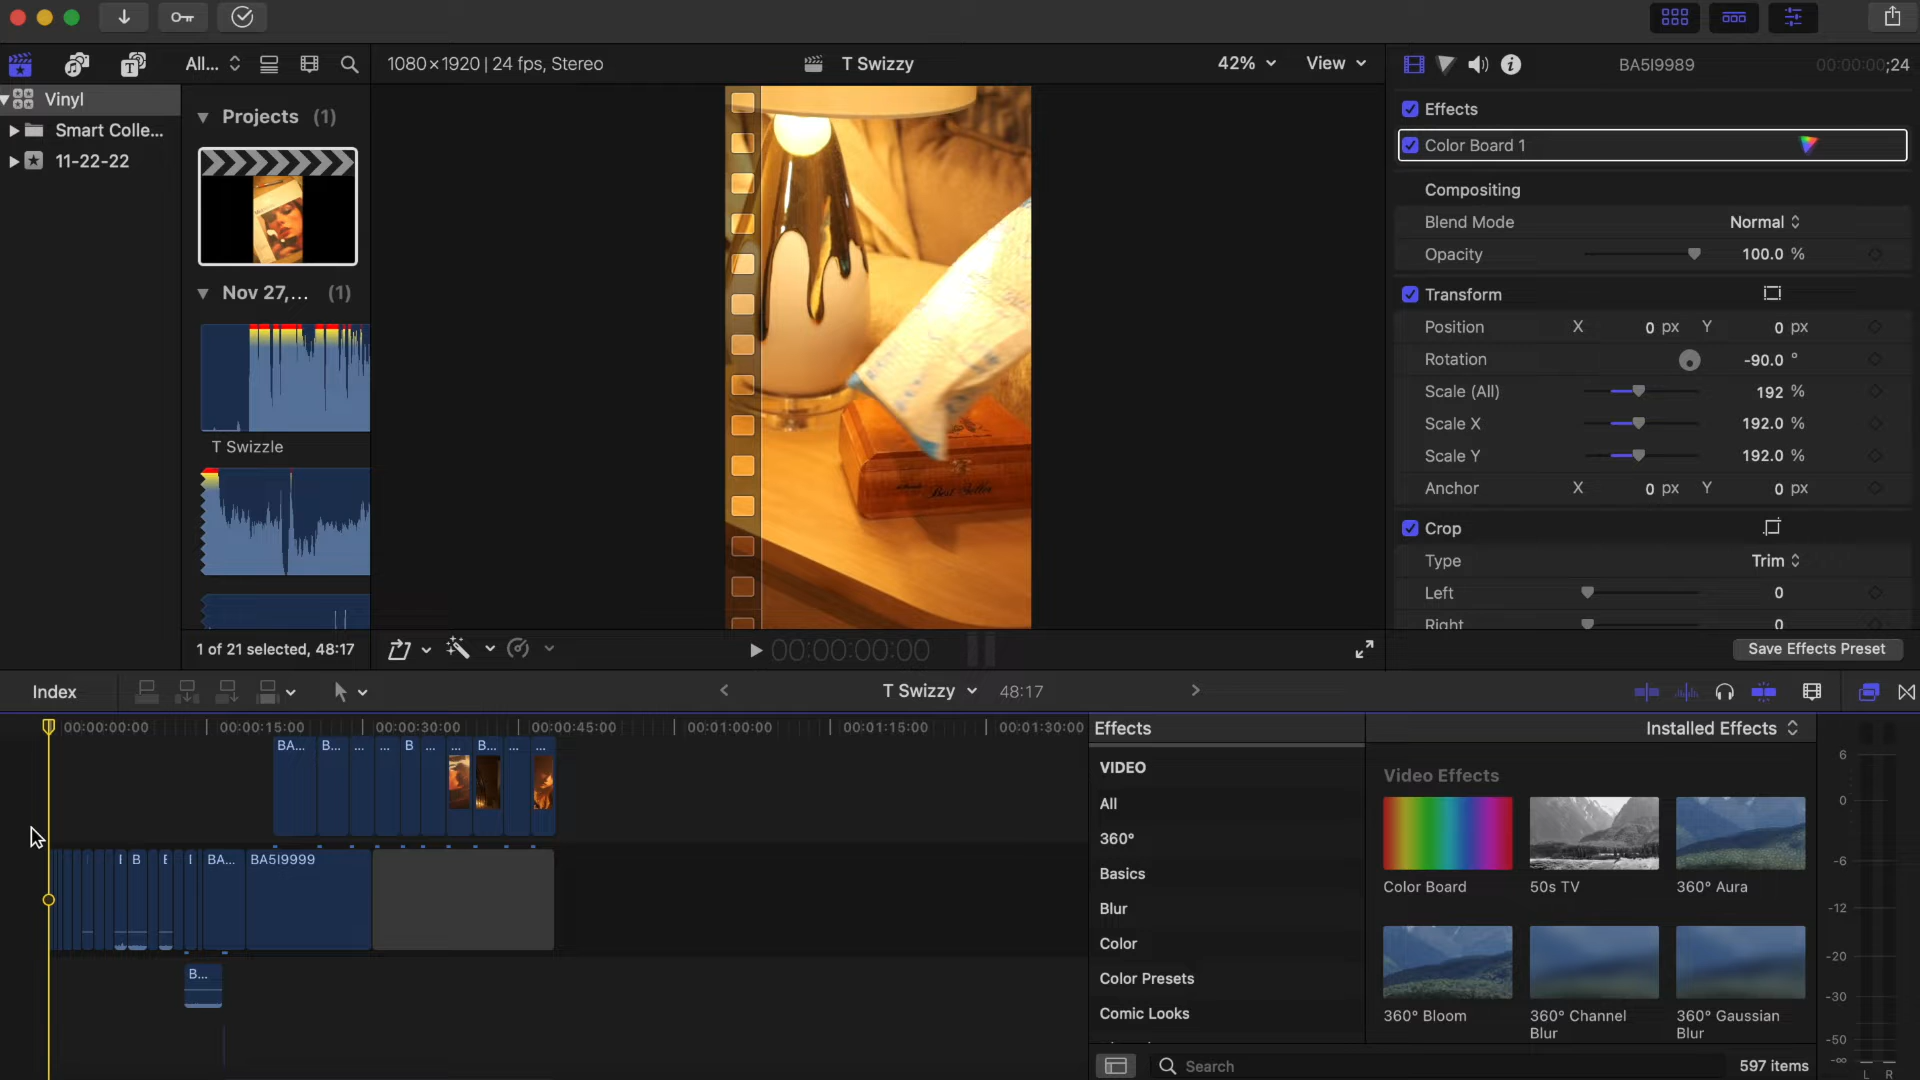 All...
1080×1920 | 24 fps, Stereo
T Swizzy
42%
View
BA5I9989
00:00:00;24
Vinyl
Smart Colle...
11-22-22
Projects (1)
Nov 27,... (1)
T Swizzle
1 of 21 selected, 48:17
Best Seller
00:00:00:00
Effects
Color Board 1
Compositing
Blend Mode Normal
Opacity 100.0 %
Transform
Position X 0 px Y 0 px
Rotation -90.0 °
Scale (All) 192 %
Scale X 192.0 %
Scale Y 192.0 %
Anchor X 0 px Y 0 px
Crop
Type Trim
Left 0
Right 0
Save Effects Preset
Index
T Swizzy 48:17
00:00:00:00 00:00:15:00 00:00:30:00 00:00:45:00 00:01:00:00 00:01:15:00 00:01:30:00
BA... B... ... ... B ... ... B... ... ...
B BA... BA5I9999
B...
Effects
Installed Effects
VIDEO
All
360°
Basics
Blur
Color
Color Presets
Comic Looks
Video Effects
Color Board
50s TV
360° Aura
360° Bloom
360° Channel
Blur
360° Gaussian
Blur
Search
597 items
6
0
-6
-12
-20
-30
-50
-∞
L R